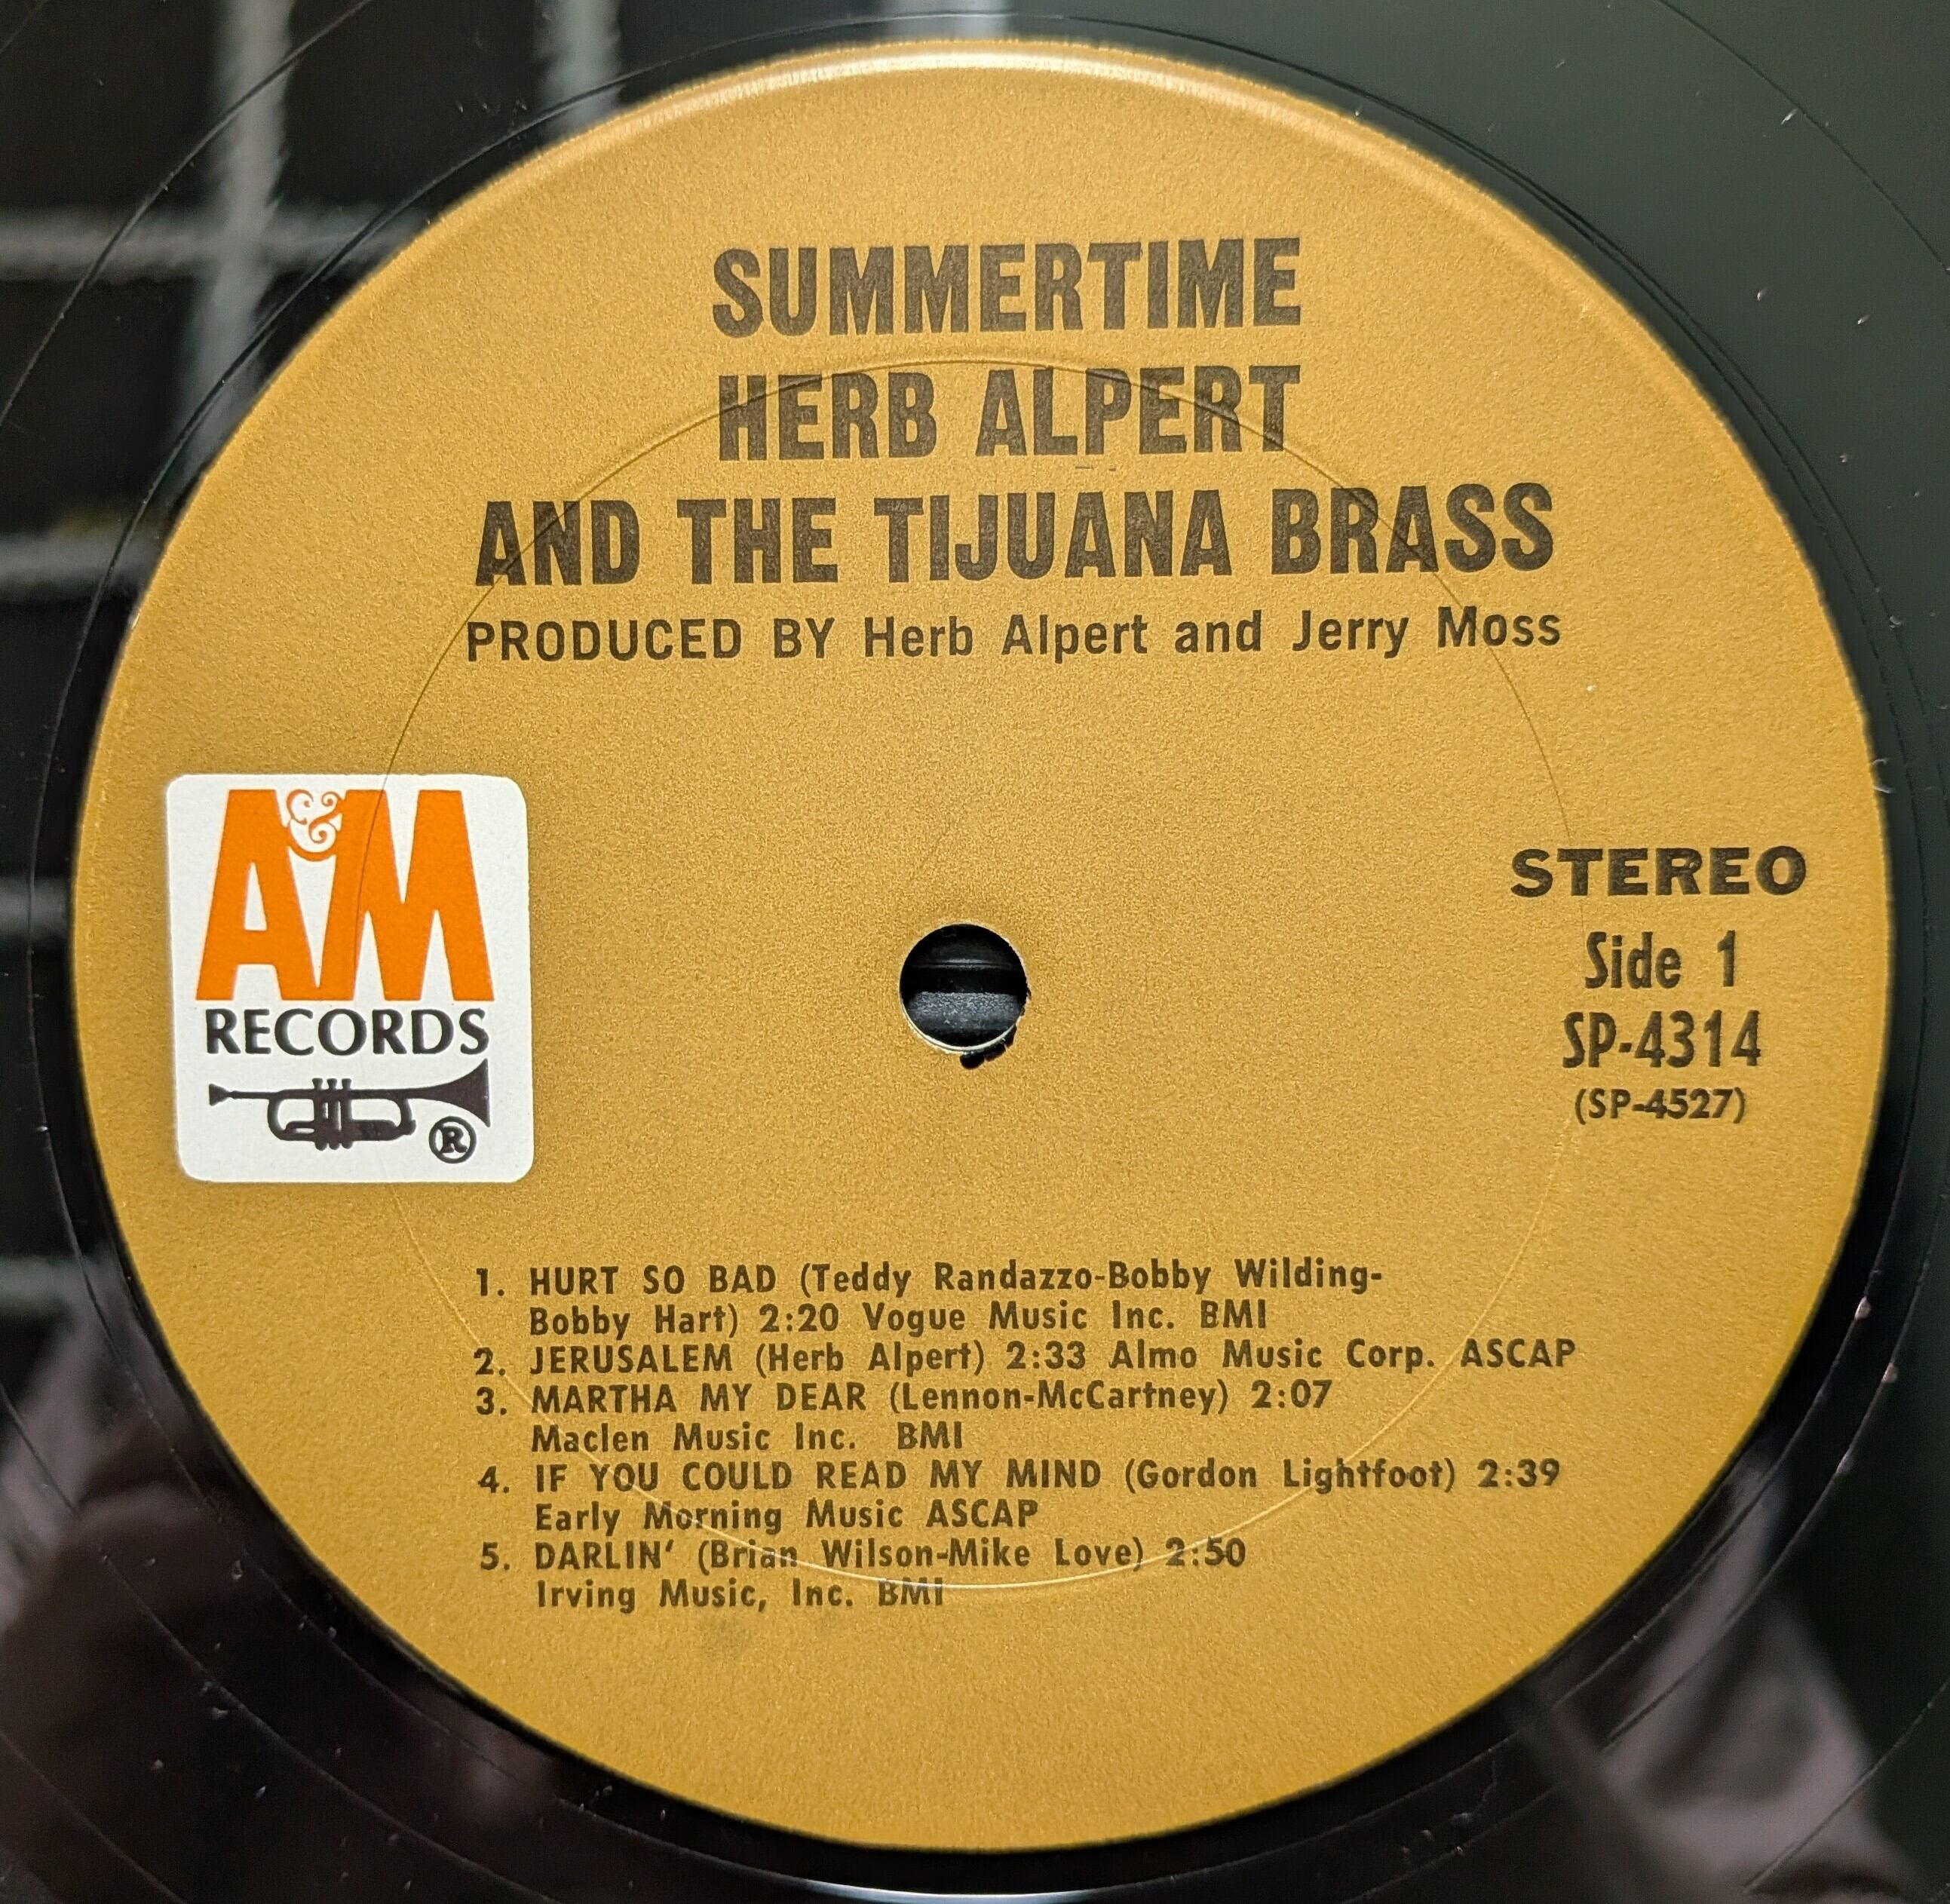 SUMMERTIME
HERB ALPERT
AND THE TIJUANA BRASS
PRODUCED BY Herb Alpert and Jerry Moss
A&M
RECORDS
®
STEREO
Side 1
SP-4314
(SP-4527)
1. HURT SO BAD (Teddy Randazzo-Bobby Wilding-
Bobby Hart) 2:20 Vogue Music Inc. BMI
2. JERUSALEM (Herb Alpert) 2:33 Almo Music Corp. ASCAP
3. MARTHA MY DEAR (Lennon-McCartney) 2:07
Maclen Music Inc. BMI
4. IF YOU COULD READ MY MIND (Gordon Lightfoot) 2:39
Early Morning Music ASCAP
5. DARLIN' (Brian Wilson-Mike Love) 2:50
Irving Music, Inc. BMI